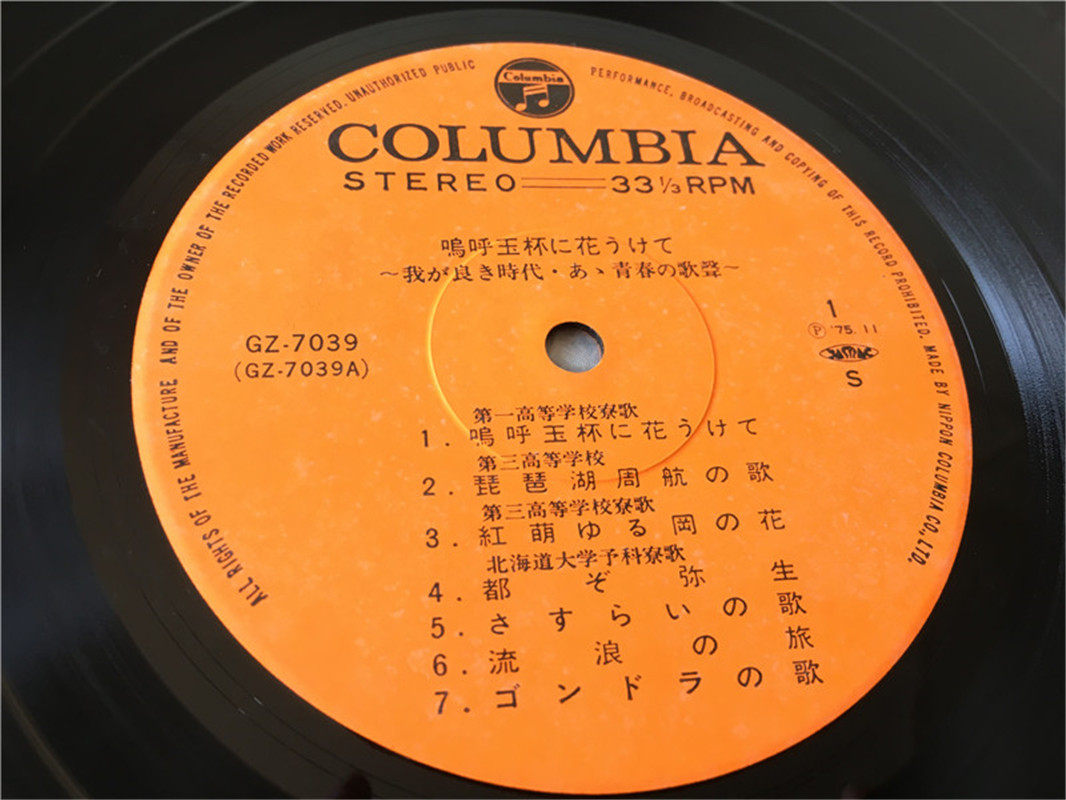 Columbia
COLUMBIA
STEREO 33 1/3 RPM
嗚呼玉杯に花うけて
～我が良き時代・あゝ青春の歌聲～
1
Ⓟ '75. 11
S
GZ-7039
(GZ-7039A)
第一高等学校寮歌
1. 嗚呼玉杯に花うけて
第三高等学校
2. 琵琶湖周航の歌
第三高等学校寮歌
3. 紅萌ゆる岡の花
北海道大学予科寮歌
4. 都ぞ弥生
5. さすらいの歌
6. 流浪の旅
7. ゴンドラの歌
ALL RIGHTS OF THE MANUFACTURE AND OF THE OWNER OF THE RECORDED WORK RESERVED. UNAUTHORIZED PUBLIC PERFORMANCE, BROADCASTING AND COPYING OF THIS RECORD PROHIBITED. MADE BY NIPPON COLUMBIA CO., LTD.